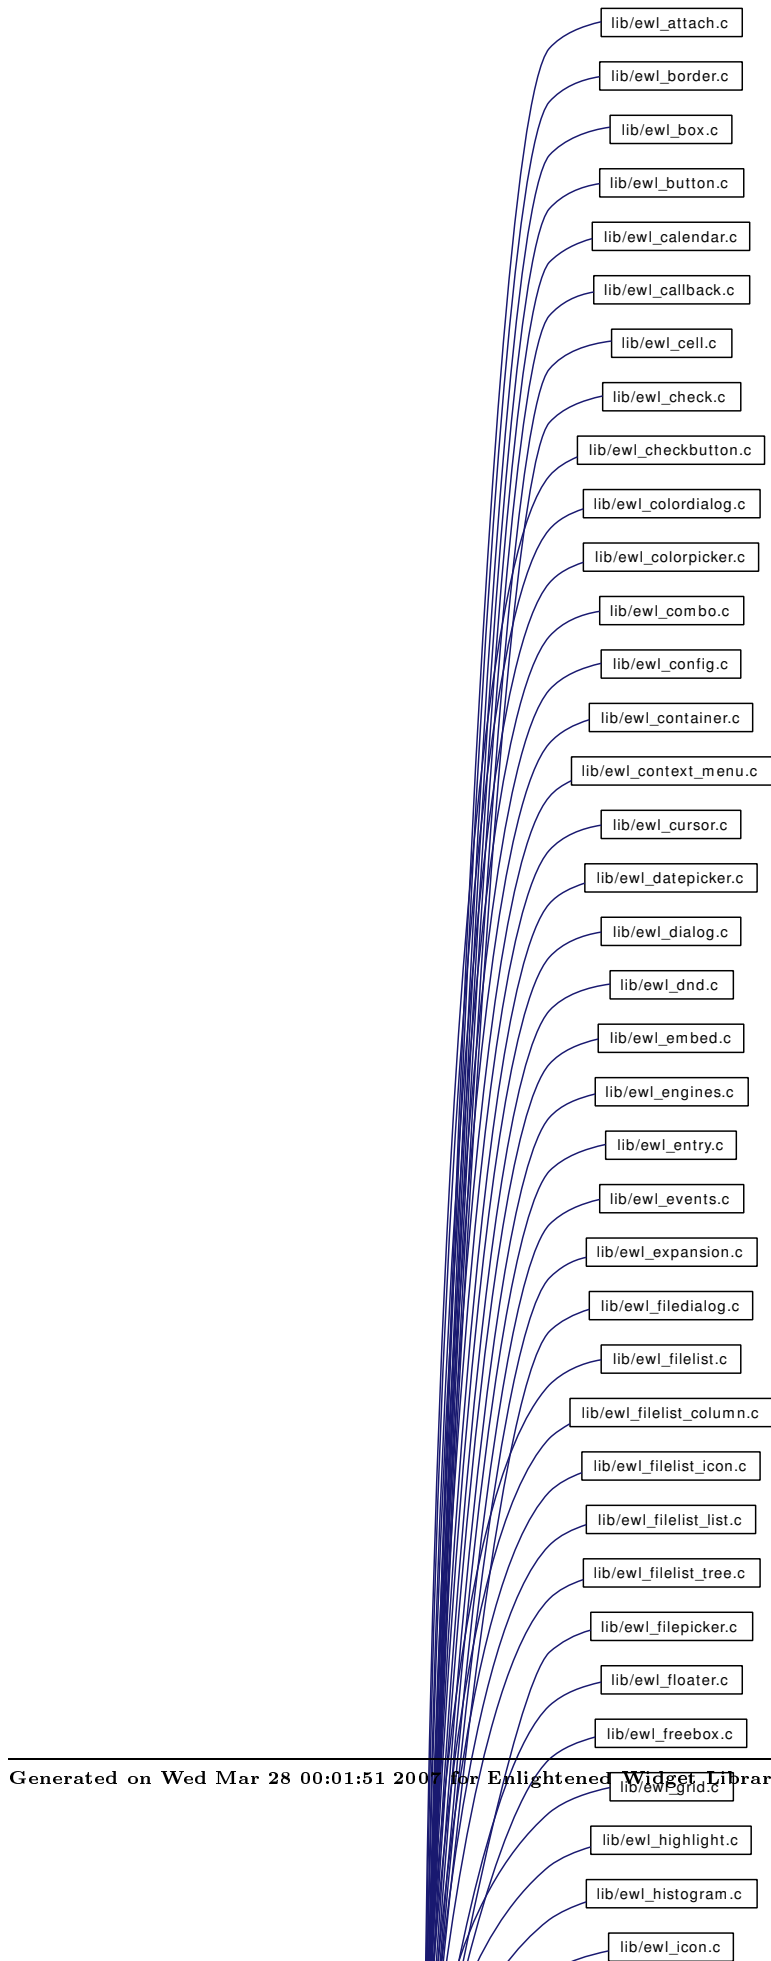 lib/ewl_attach.c
lib/ewl_border.c
lib/ewl_box.c
lib/ewl_button.c
lib/ewl_calendar.c
lib/ewl_callback.c
lib/ewl_cell.c
lib/ewl_check.c
lib/ewl_checkbutton.c
lib/ewl_colordialog.c
lib/ewl_colorpicker.c
lib/ewl_combo.c
lib/ewl_config.c
lib/ewl_container.c
lib/ewl_context_menu.c
lib/ewl_cursor.c
lib/ewl_datepicker.c
lib/ewl_dialog.c
lib/ewl_dnd.c
lib/ewl_embed.c
lib/ewl_engines.c
lib/ewl_entry.c
lib/ewl_events.c
lib/ewl_expansion.c
lib/ewl_filedialog.c
lib/ewl_filelist.c
lib/ewl_filelist_column.c
lib/ewl_filelist_icon.c
lib/ewl_filelist_list.c
lib/ewl_filelist_tree.c
lib/ewl_filepicker.c
lib/ewl_floater.c
lib/ewl_freebox.c
Generated on Wed Mar 28 00:01:51 2007 for Enlightened Widget Librar
lib/ewl_grid.c
lib/ewl_highlight.c
lib/ewl_histogram.c
lib/ewl_icon.c